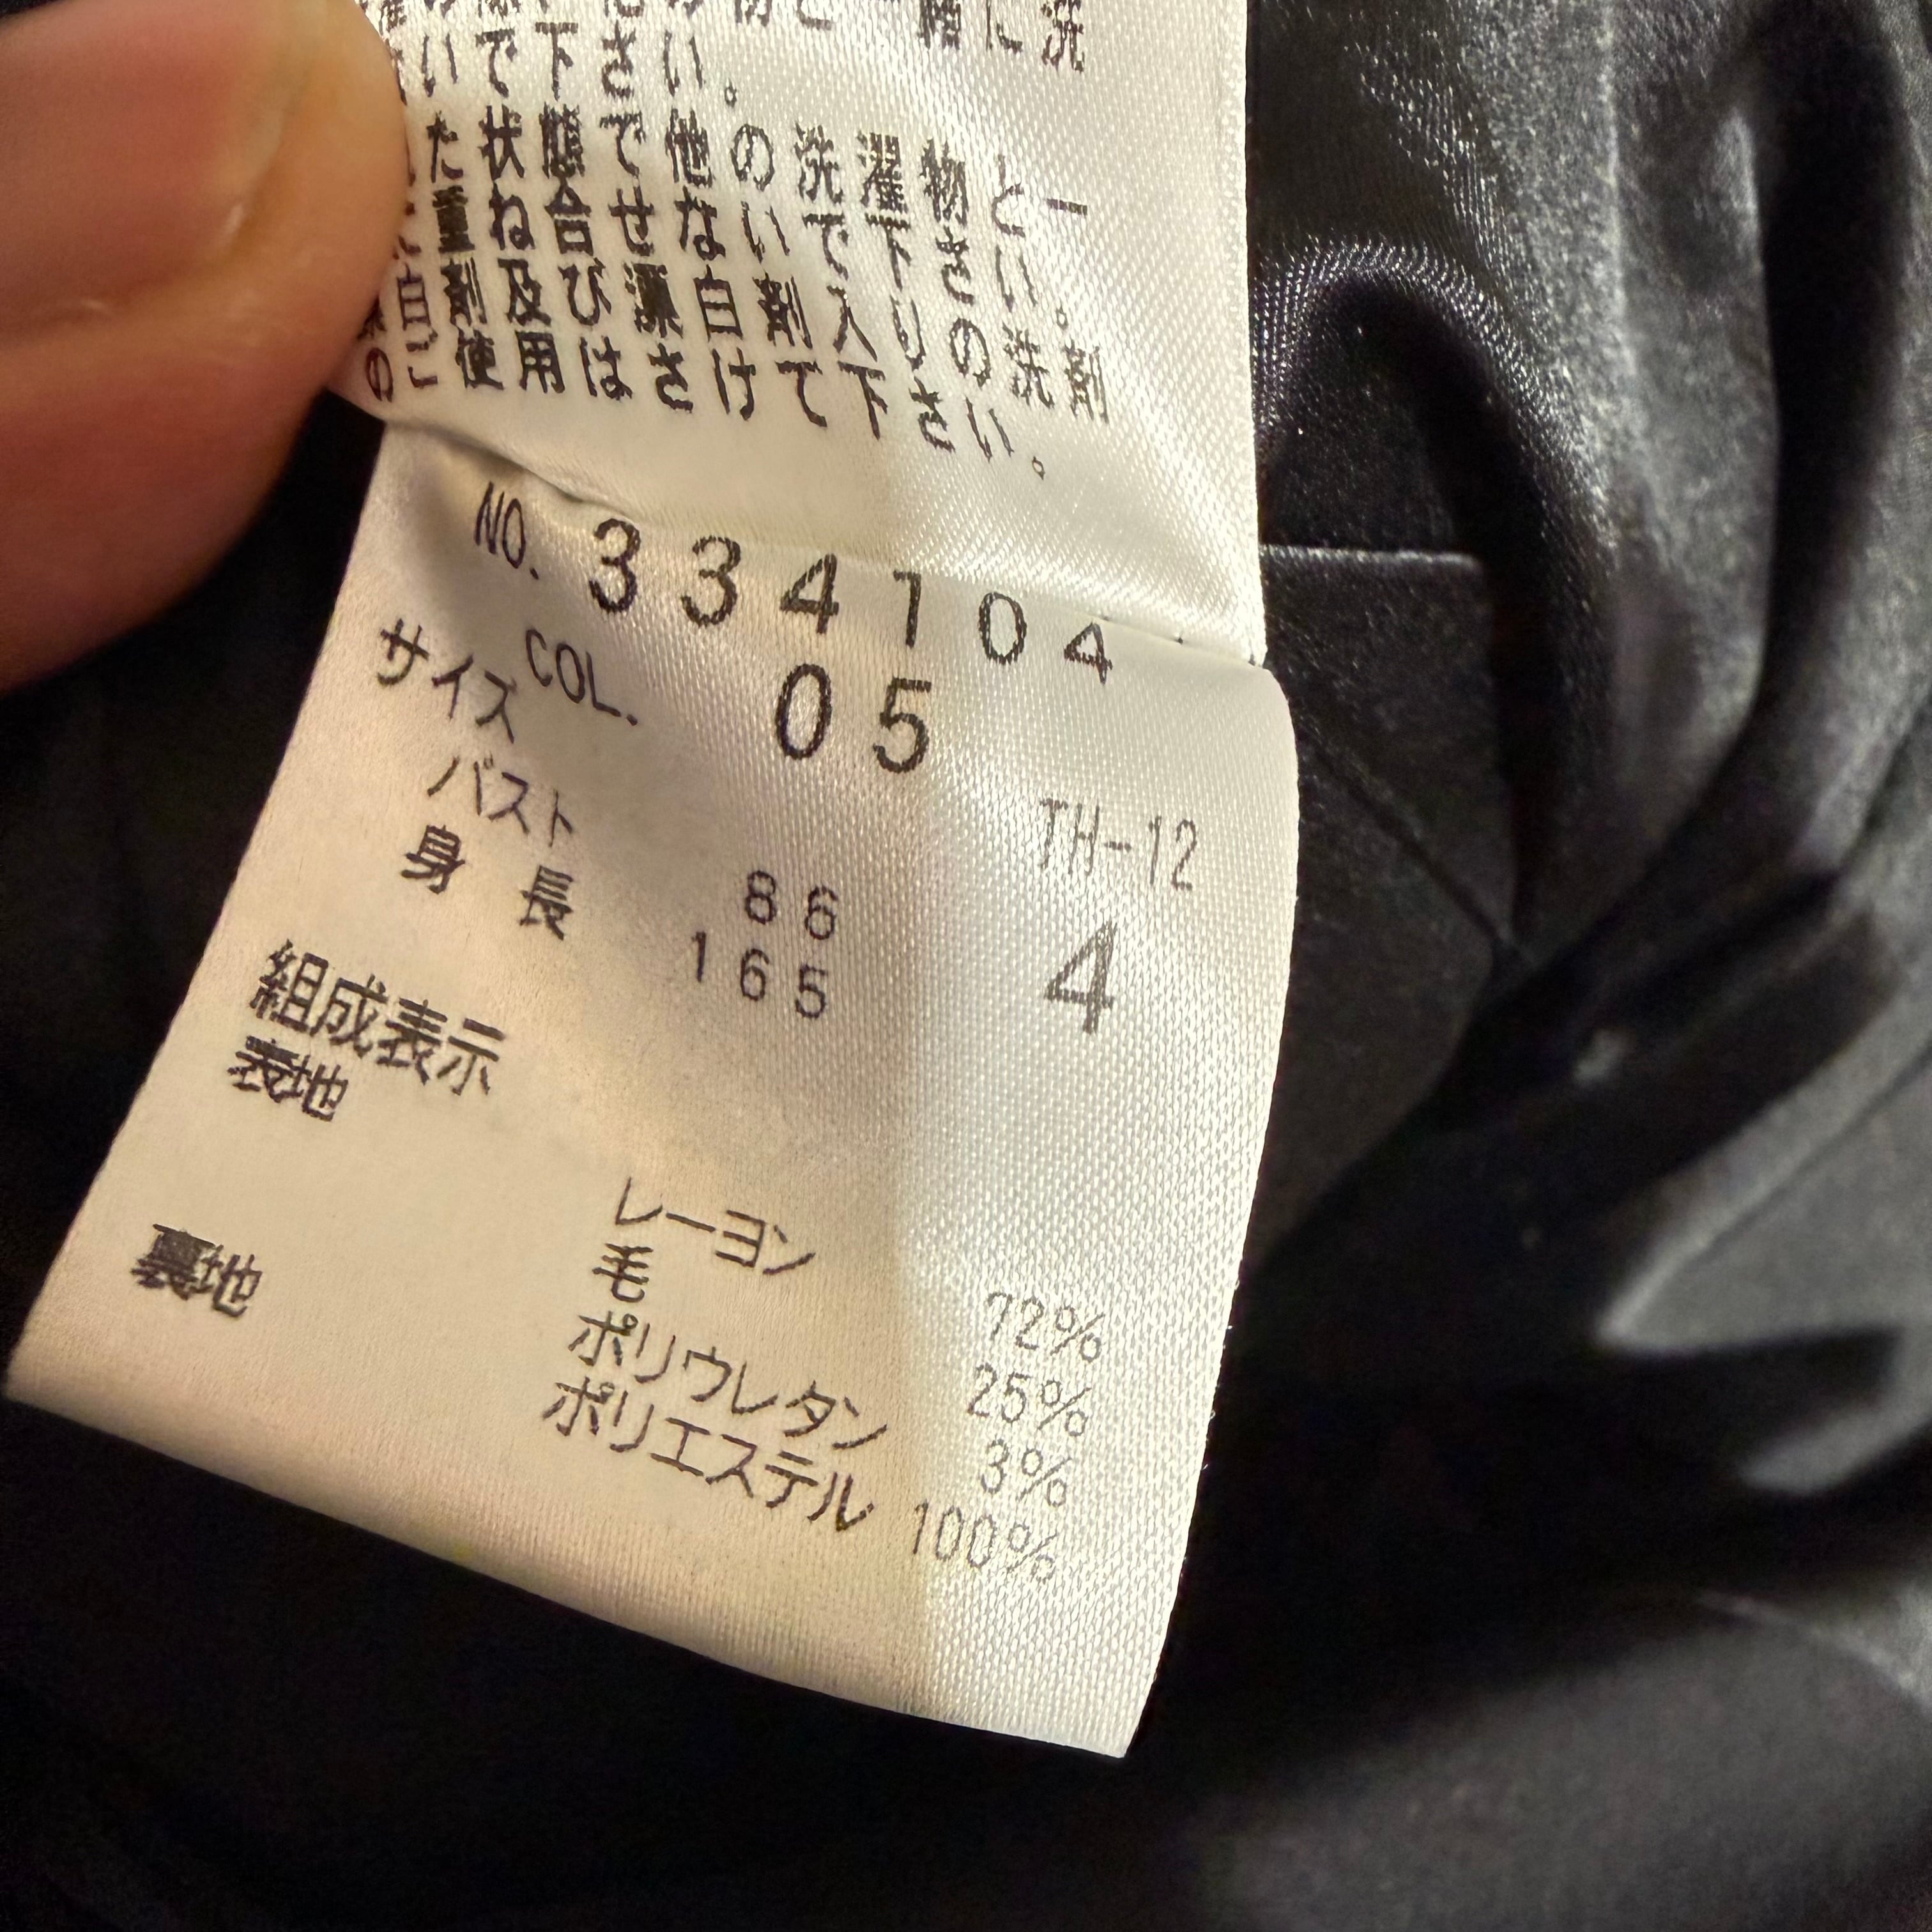 緒に洗
いで下さい。
た状態で他の洗濯物と一
重ね合せないで下さい。
白剤及び漂白剤入りの洗剤
のご使用はさけて下さい。
NO. 334104
COL. 05
サイズ TH-12
バスト 86
身長 165 4
組成表示
表地
レーヨン 72%
毛 25%
ポリウレタン 3%
裏地 ポリエステル 100%